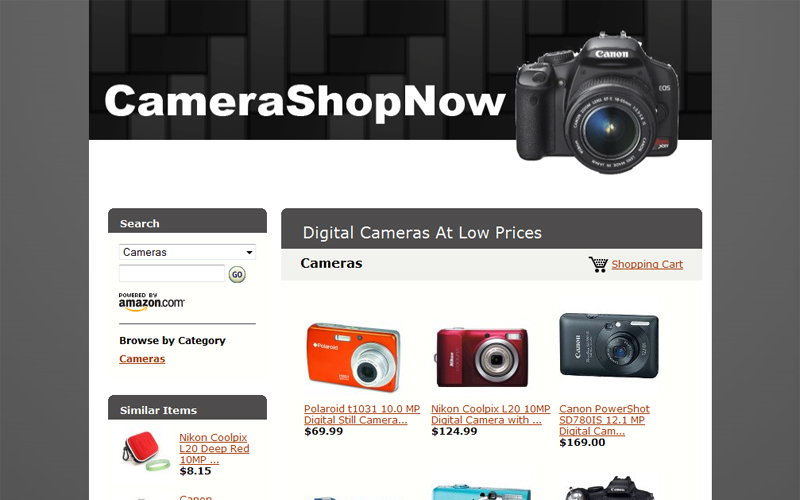 CameraShopNow
Canon
EOS
Search
Cameras
GO
POWERED BY
amazon.com
Browse by Category
Cameras
Similar Items
Nikon Coolpix
L20 Deep Red
10MP ...
$8.15
Canon
Digital Cameras At Low Prices
Cameras
Shopping Cart
Polaroid
Nikon
Canon
Polaroid t1031 10.0 MP
Digital Still Camera...
$69.99
Nikon Coolpix L20 10MP
Digital Camera with ...
$124.99
Canon PowerShot
SD780IS 12.1 MP
Digital Cam...
$169.00